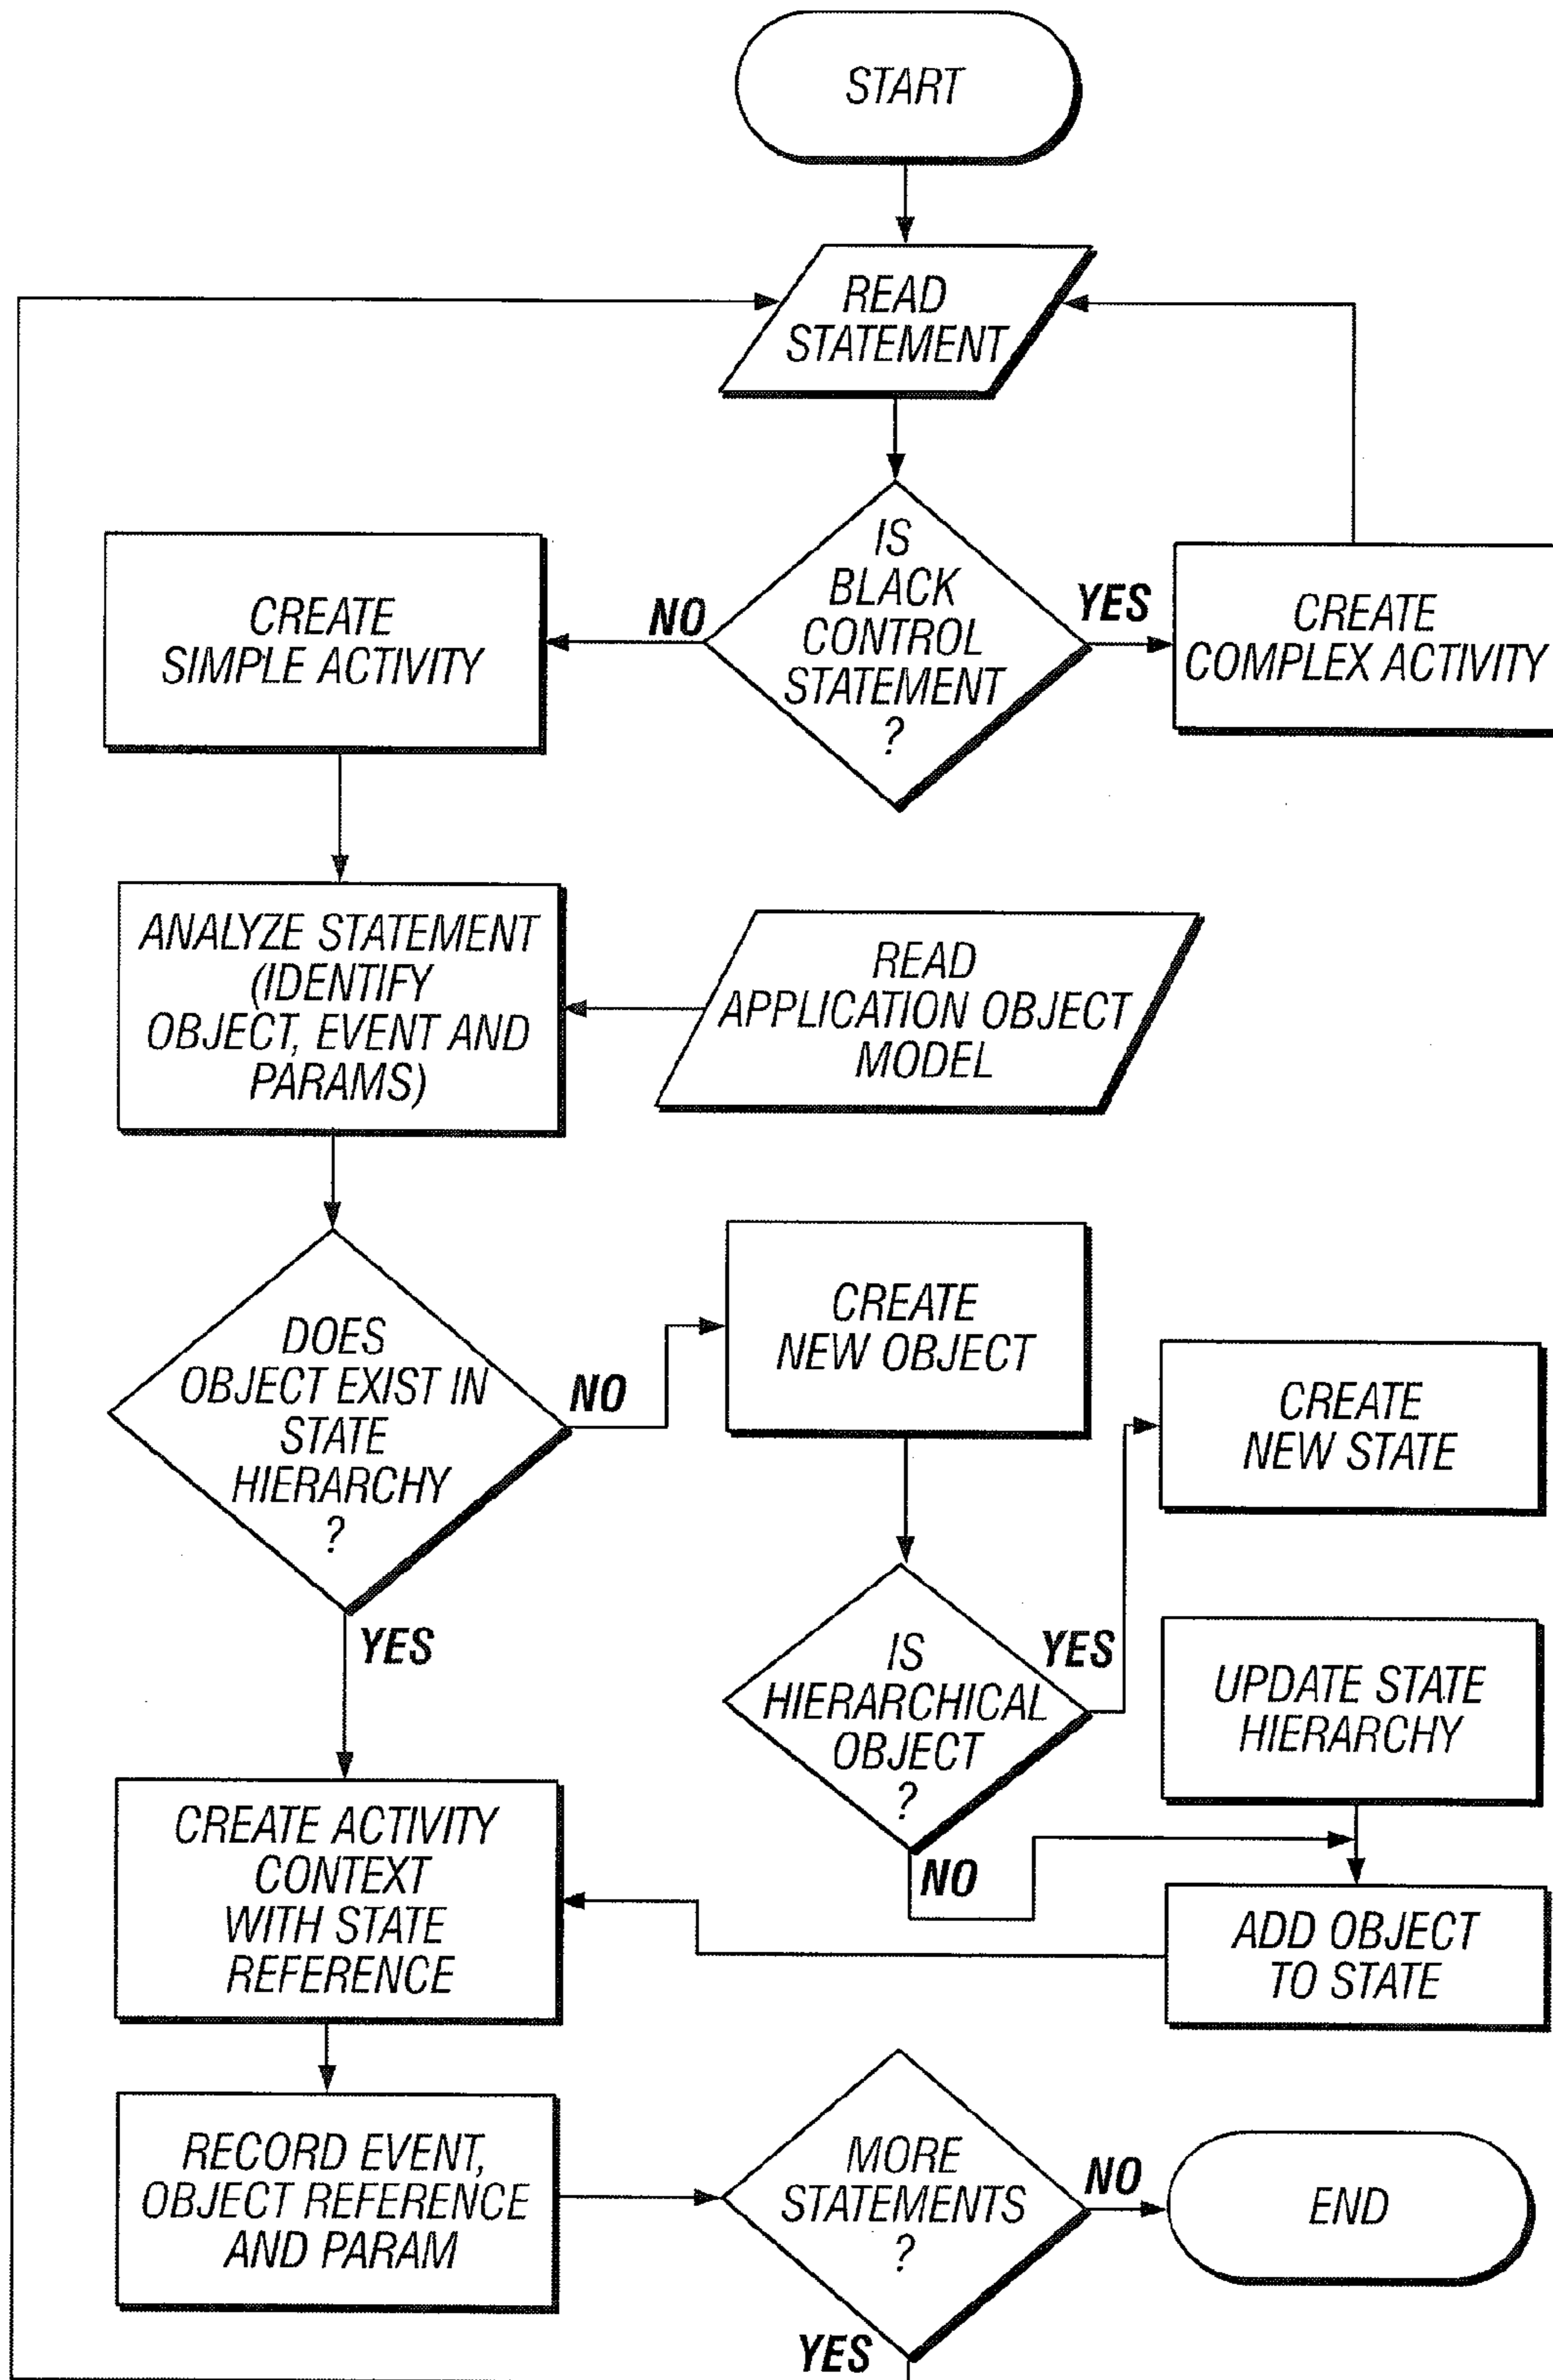 START
READ
STATEMENT
IS
BLACK
CONTROL
STATEMENT
?
NO
YES
CREATE
SIMPLE ACTIVITY
CREATE
COMPLEX ACTIVITY
ANALYZE STATEMENT
(IDENTIFY
OBJECT, EVENT AND
PARAMS)
READ
APPLICATION OBJECT
MODEL
DOES
OBJECT EXIST IN
STATE
HIERARCHY
?
NO
YES
CREATE
NEW OBJECT
CREATE
NEW STATE
IS
HIERARCHICAL
OBJECT
?
YES
NO
UPDATE STATE
HIERARCHY
ADD OBJECT
TO STATE
CREATE ACTIVITY
CONTEXT
WITH STATE
REFERENCE
RECORD EVENT,
OBJECT REFERENCE
AND PARAM
MORE
STATEMENTS
?
NO
YES
END